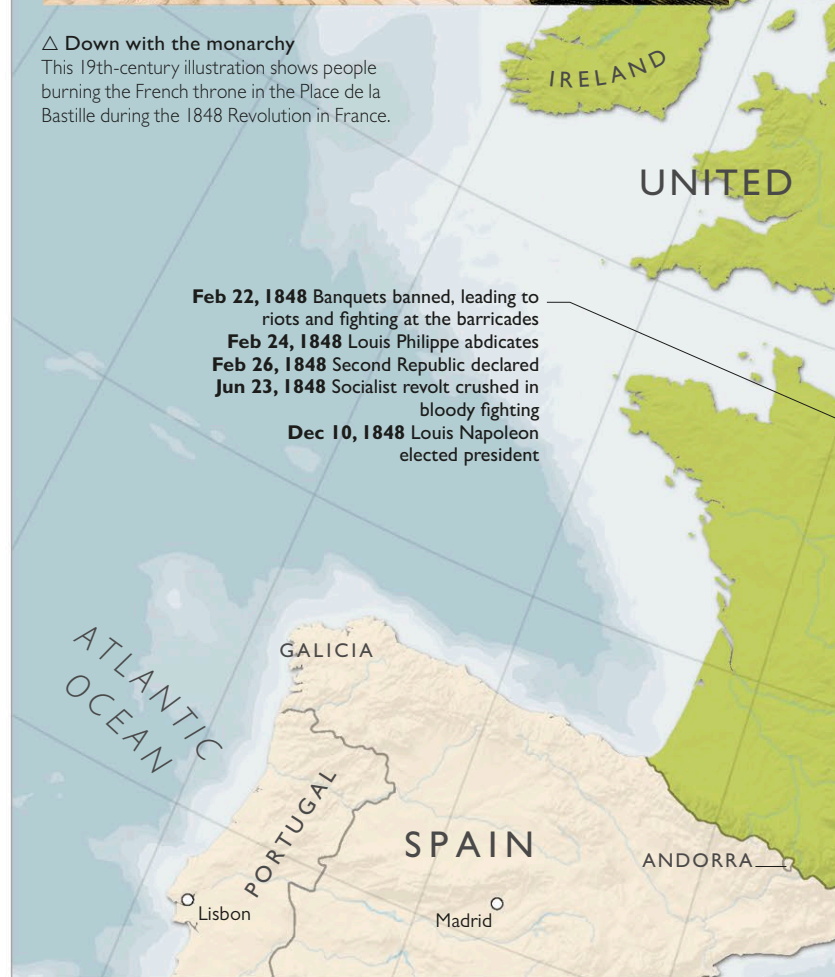 △ Down with the monarchy
This 19th-century illustration shows people
burning the French throne in the Place de la
Bastille during the 1848 Revolution in France.
IRELAND
UNITED
Feb 22, 1848 Banquets banned, leading to
riots and fighting at the barricades
Feb 24, 1848 Louis Philippe abdicates
Feb 26, 1848 Second Republic declared
Jun 23, 1848 Socialist revolt crushed in
bloody fighting
Dec 10, 1848 Louis Napoleon
elected president
ATLANTIC
OCEAN
GALICIA
PORTUGAL
SPAIN
ANDORRA
Lisbon
Madrid